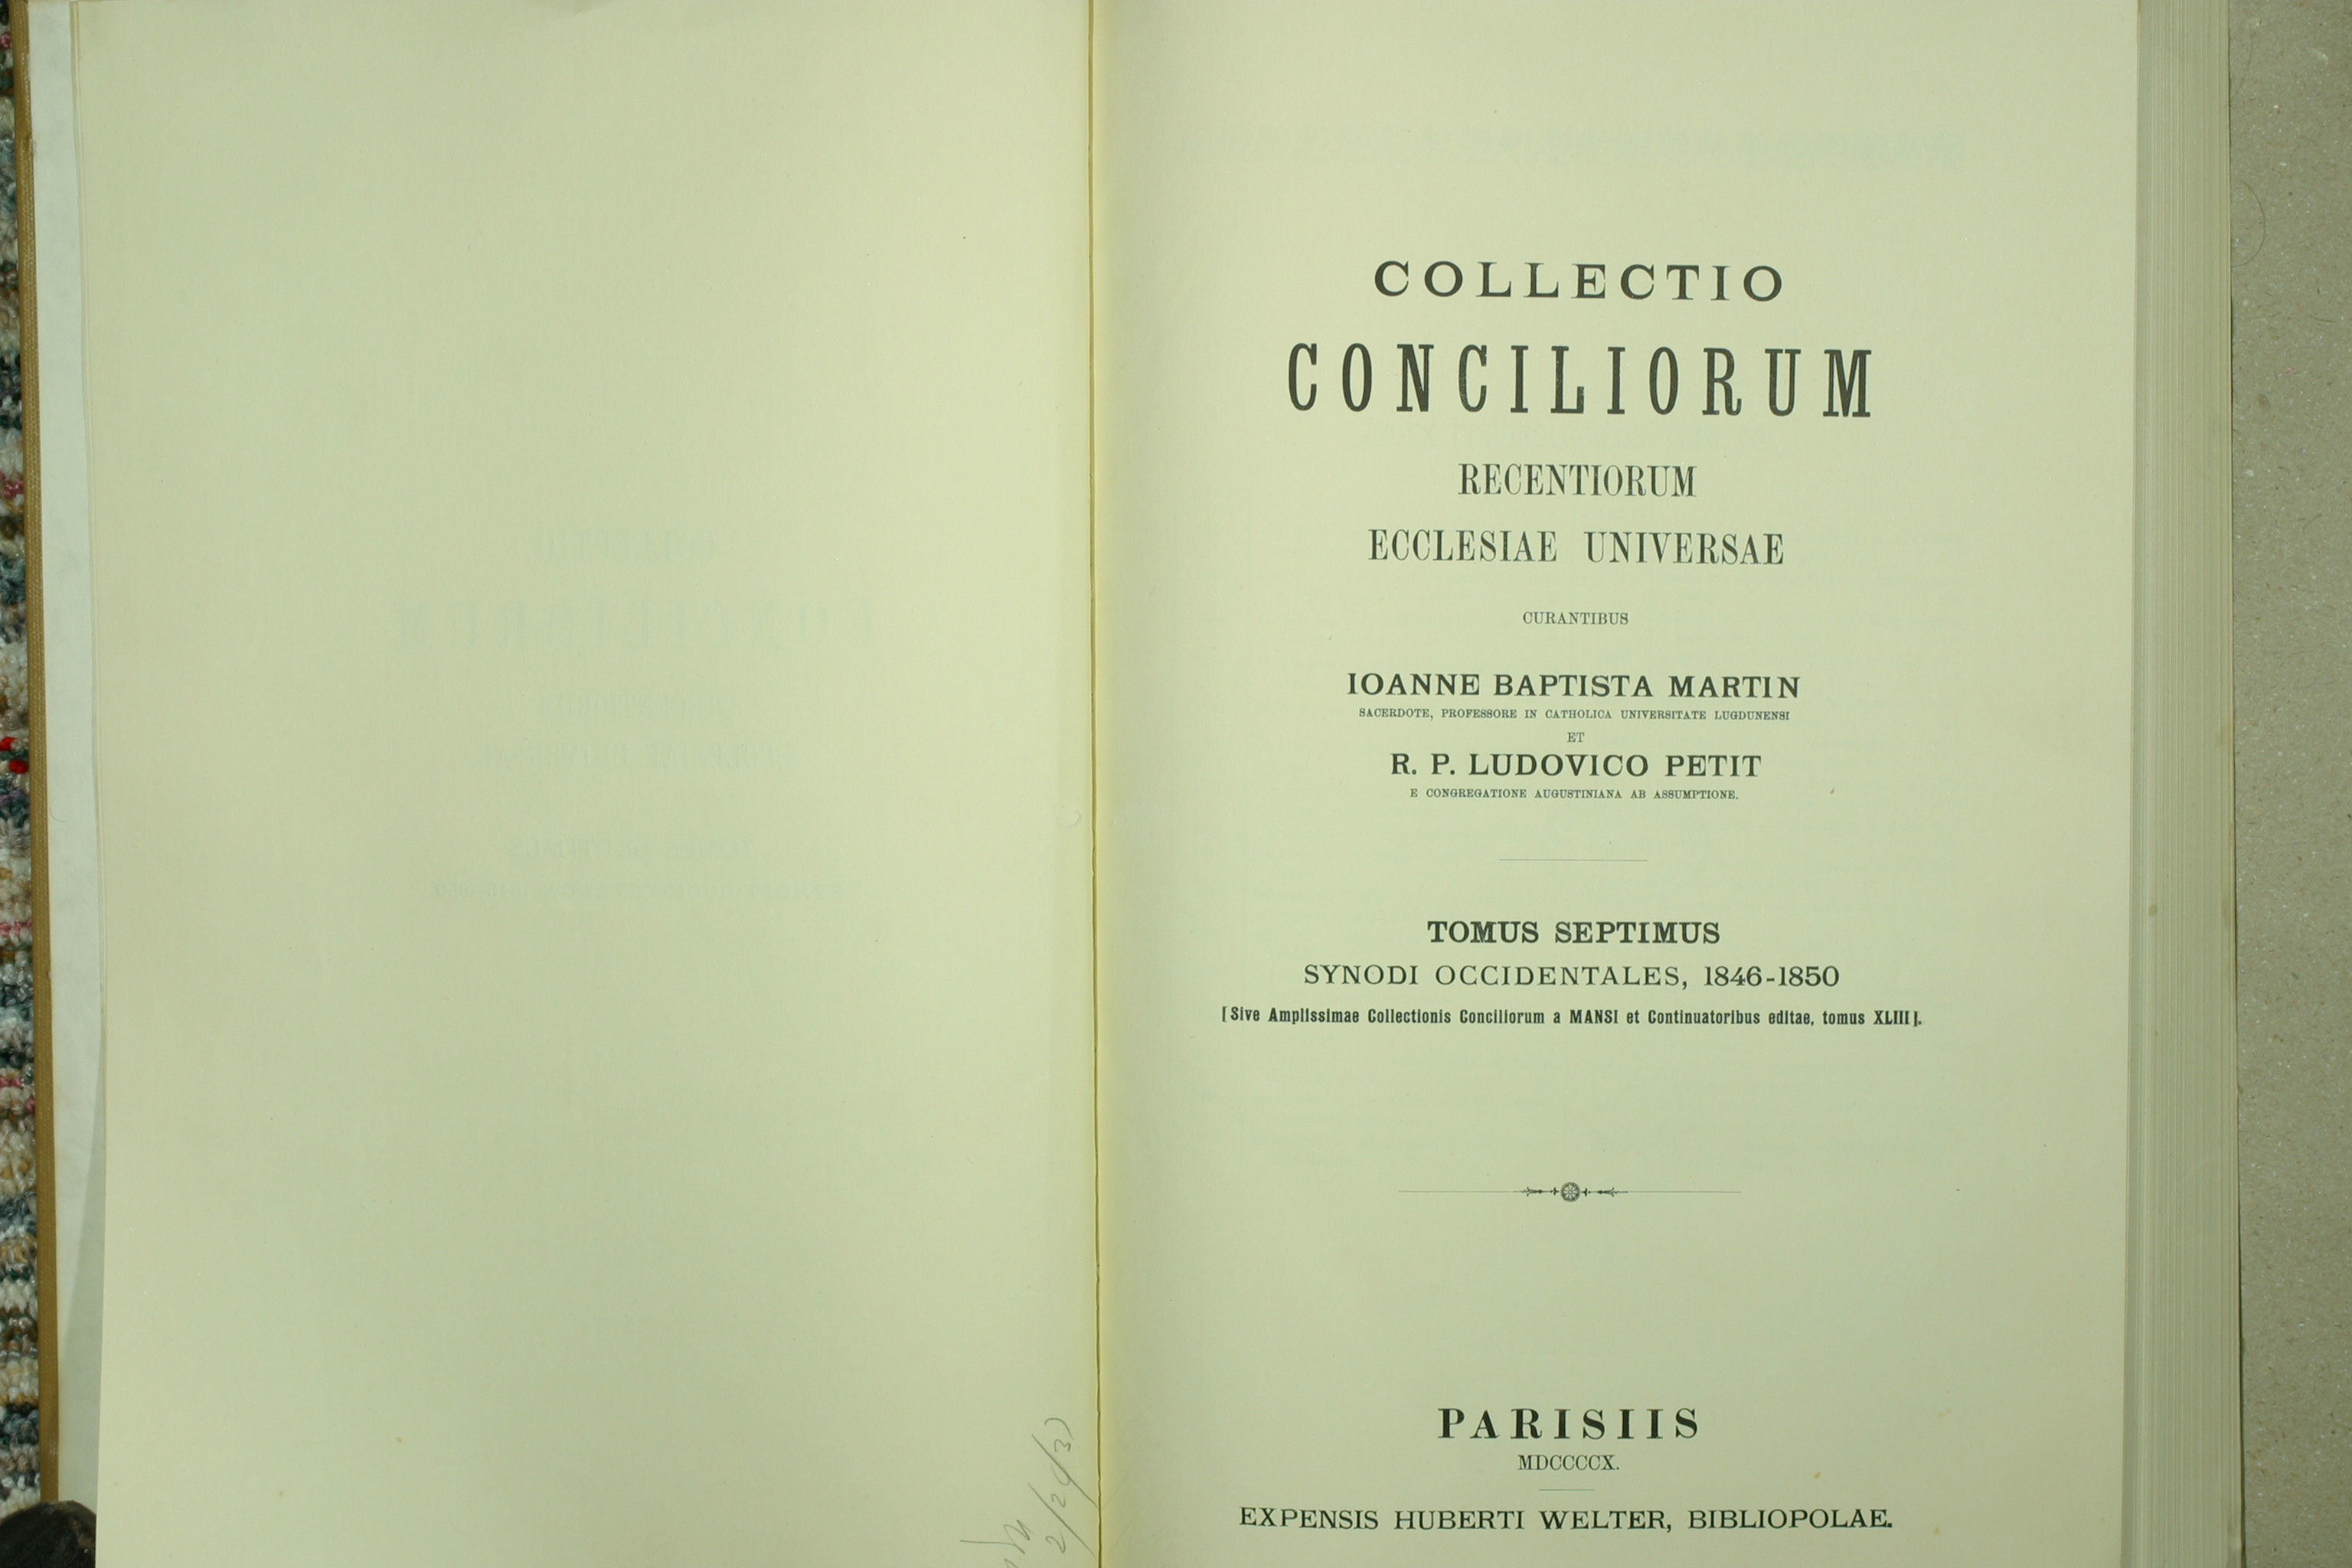 COLLECTIO
CONCILIORUM
RECENTIORUM
ECCLESIAE UNIVERSAE
CURANTIBUS
IOANNE BAPTISTA MARTIN
SACERDOTE, PROFESSORE IN CATHOLICA UNIVERSITATE LUGDUNENSI
ET
R. P. LUDOVICO PETIT
E CONGREGATIONE AUGUSTINIANA AB ASSUMPTIONE.
TOMUS SEPTIMUS
SYNODI OCCIDENTALES, 1846-1850
[Sive Amplissimae Collectionis Conciliorum a MANSI et Continuatoribus editae, tomus XLIII].
PARISIIS
MDCCCCX.
EXPENSIS HUBERTI WELTER, BIBLIOPOLAE.